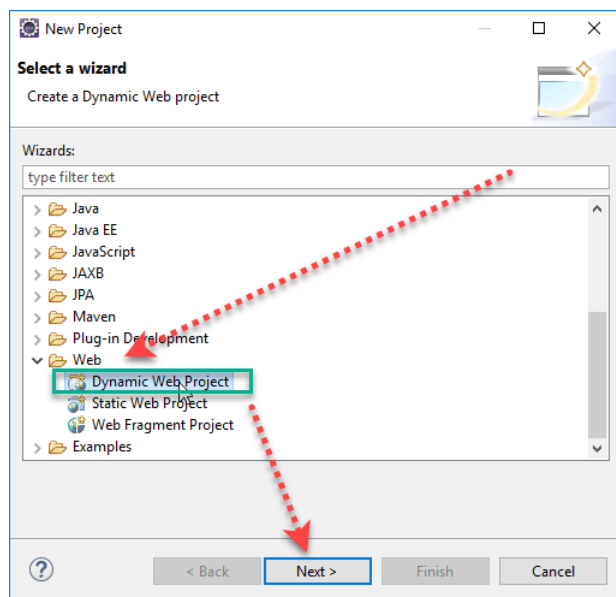 New Project
Select a wizard
Create a Dynamic Web project
Wizards:
type filter text
Java
Java EE
JavaScript
JAXB
JPA
Maven
Plug-in Development
Web
Dynamic Web Project
Static Web Project
Web Fragment Project
Examples
? < Back Next > Finish Cancel